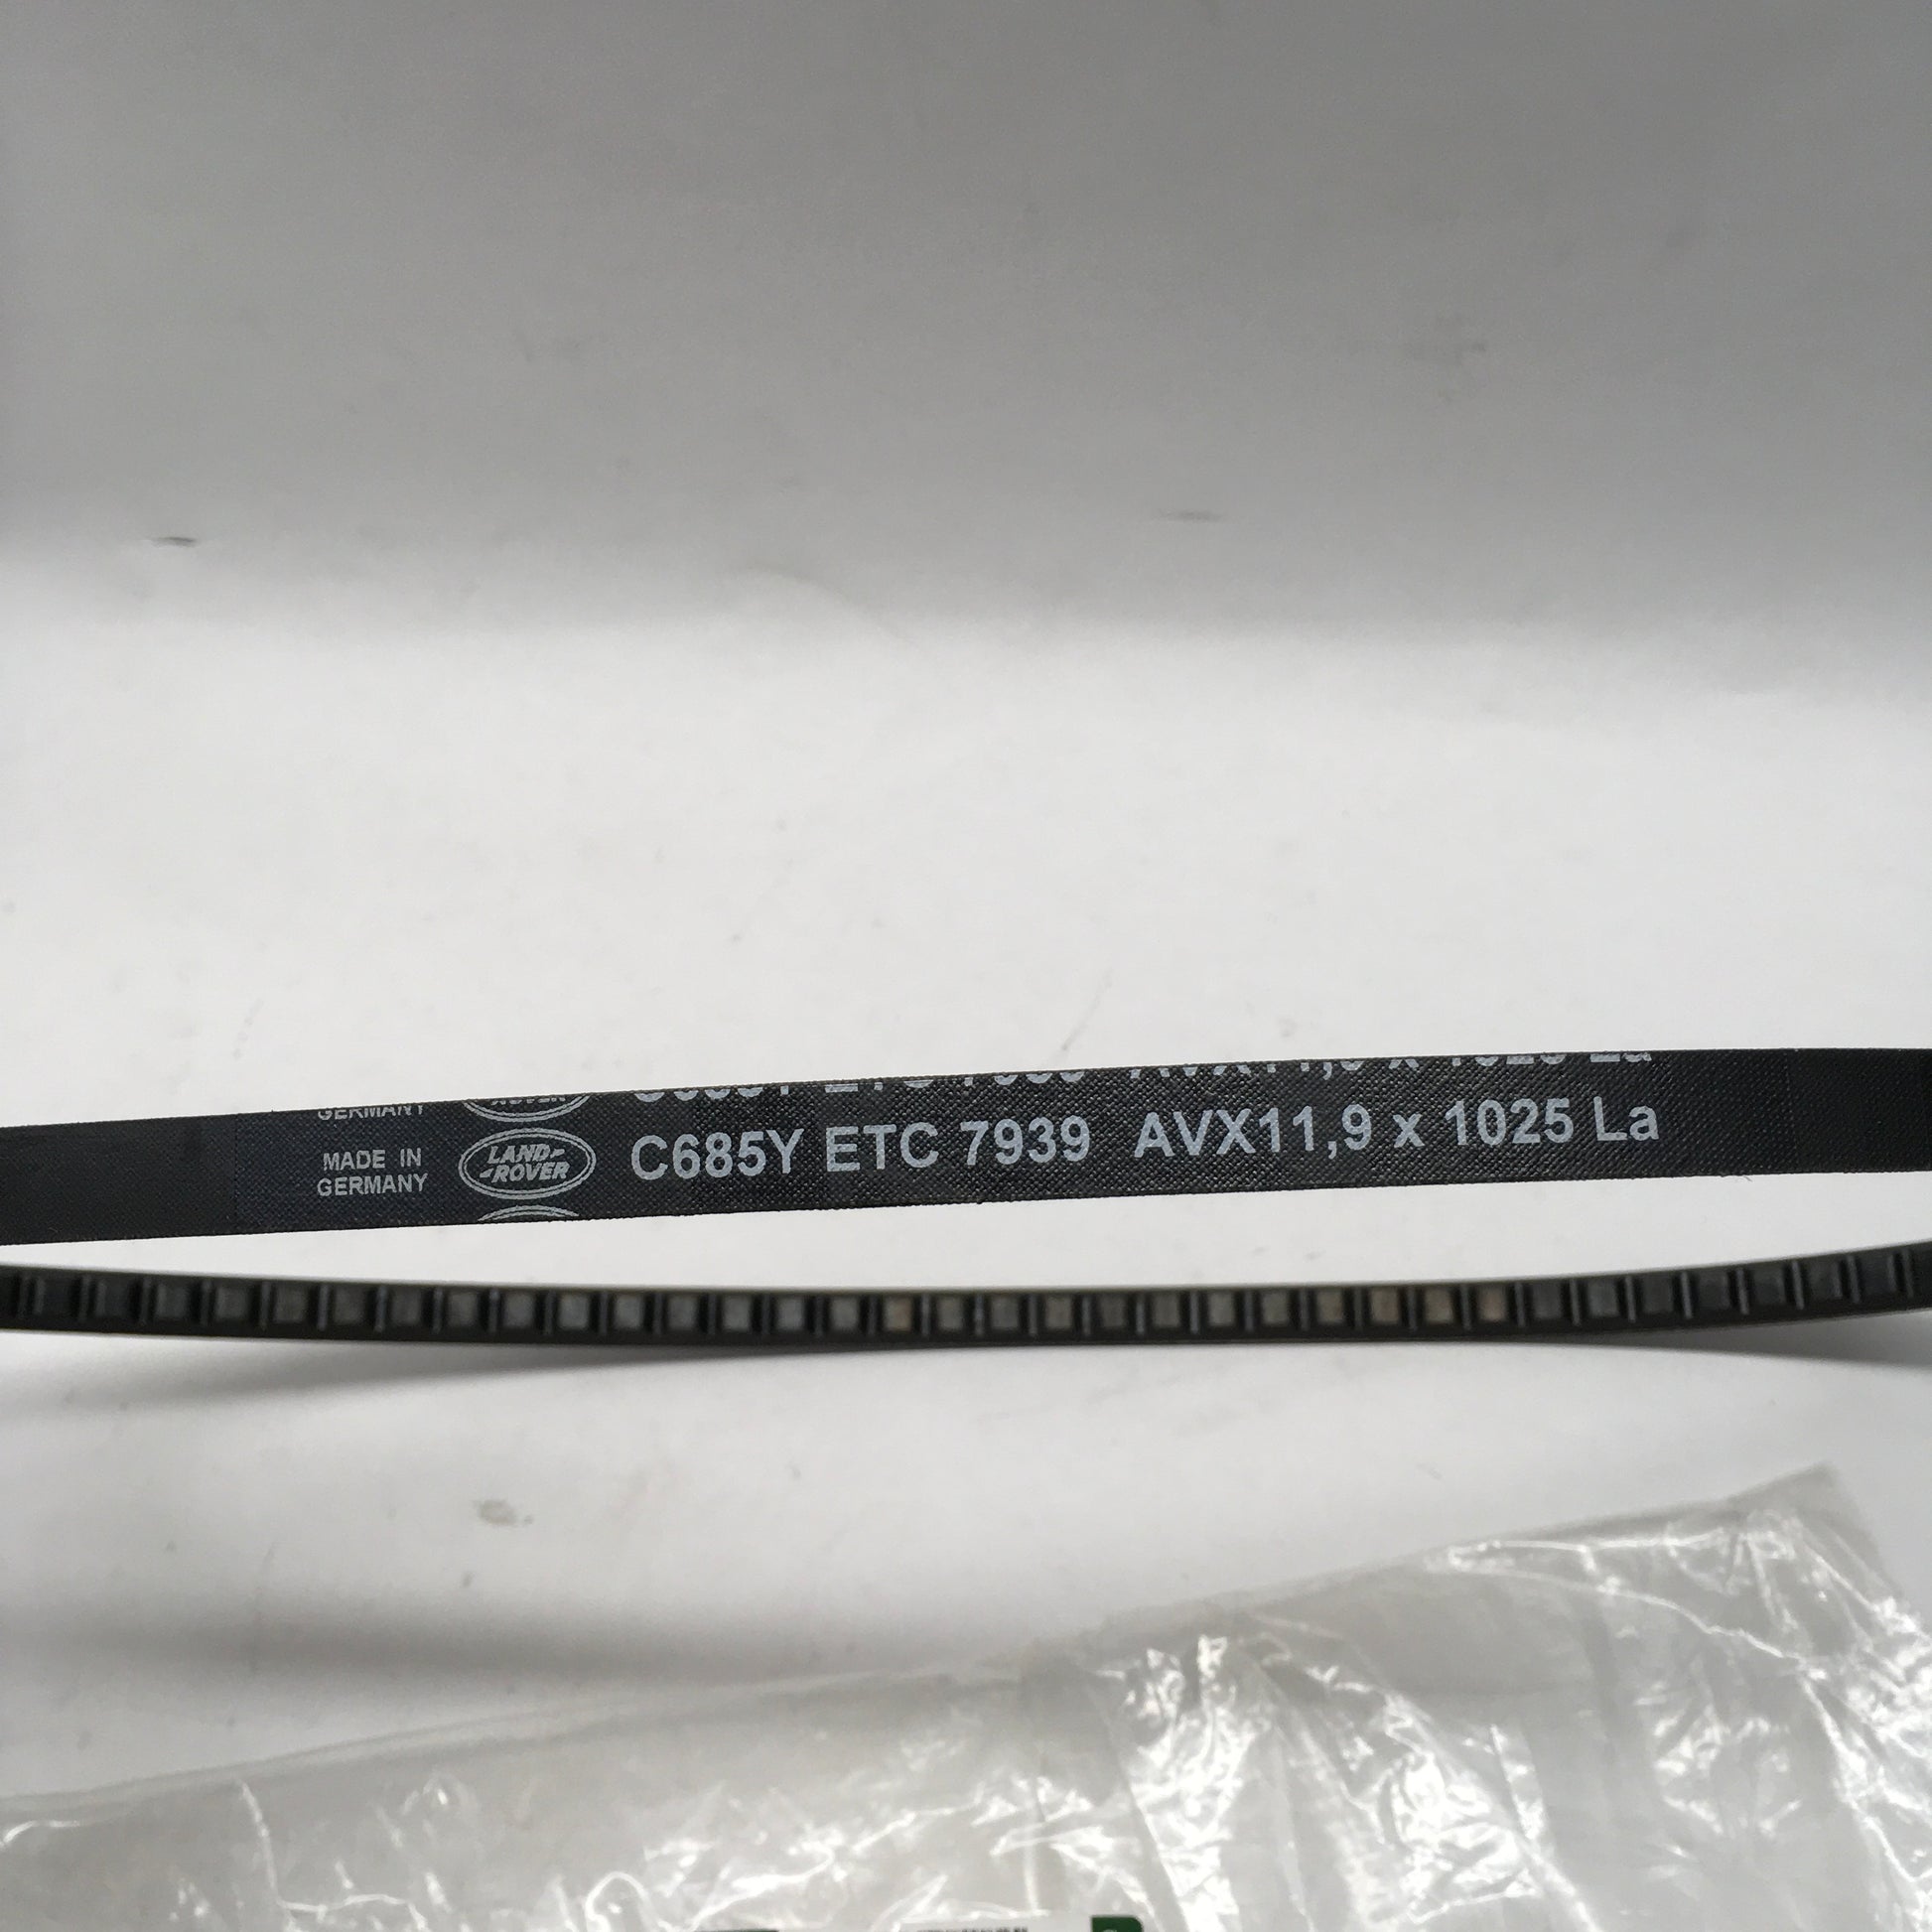 MADE IN
GERMANY
LAND-
-ROVER
C685Y ETC 7939 AVX11,9 x 1025 La